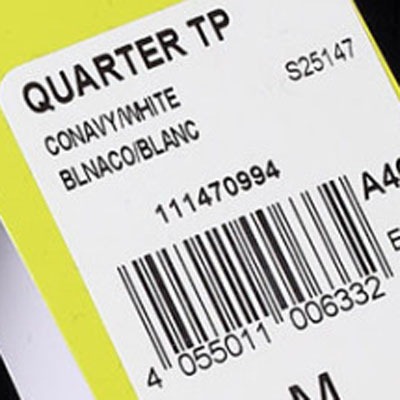 QUARTER TP
S25147
CONAVY/WHITE
BLNACO/BLANC
111470994
4 055011 006332
M